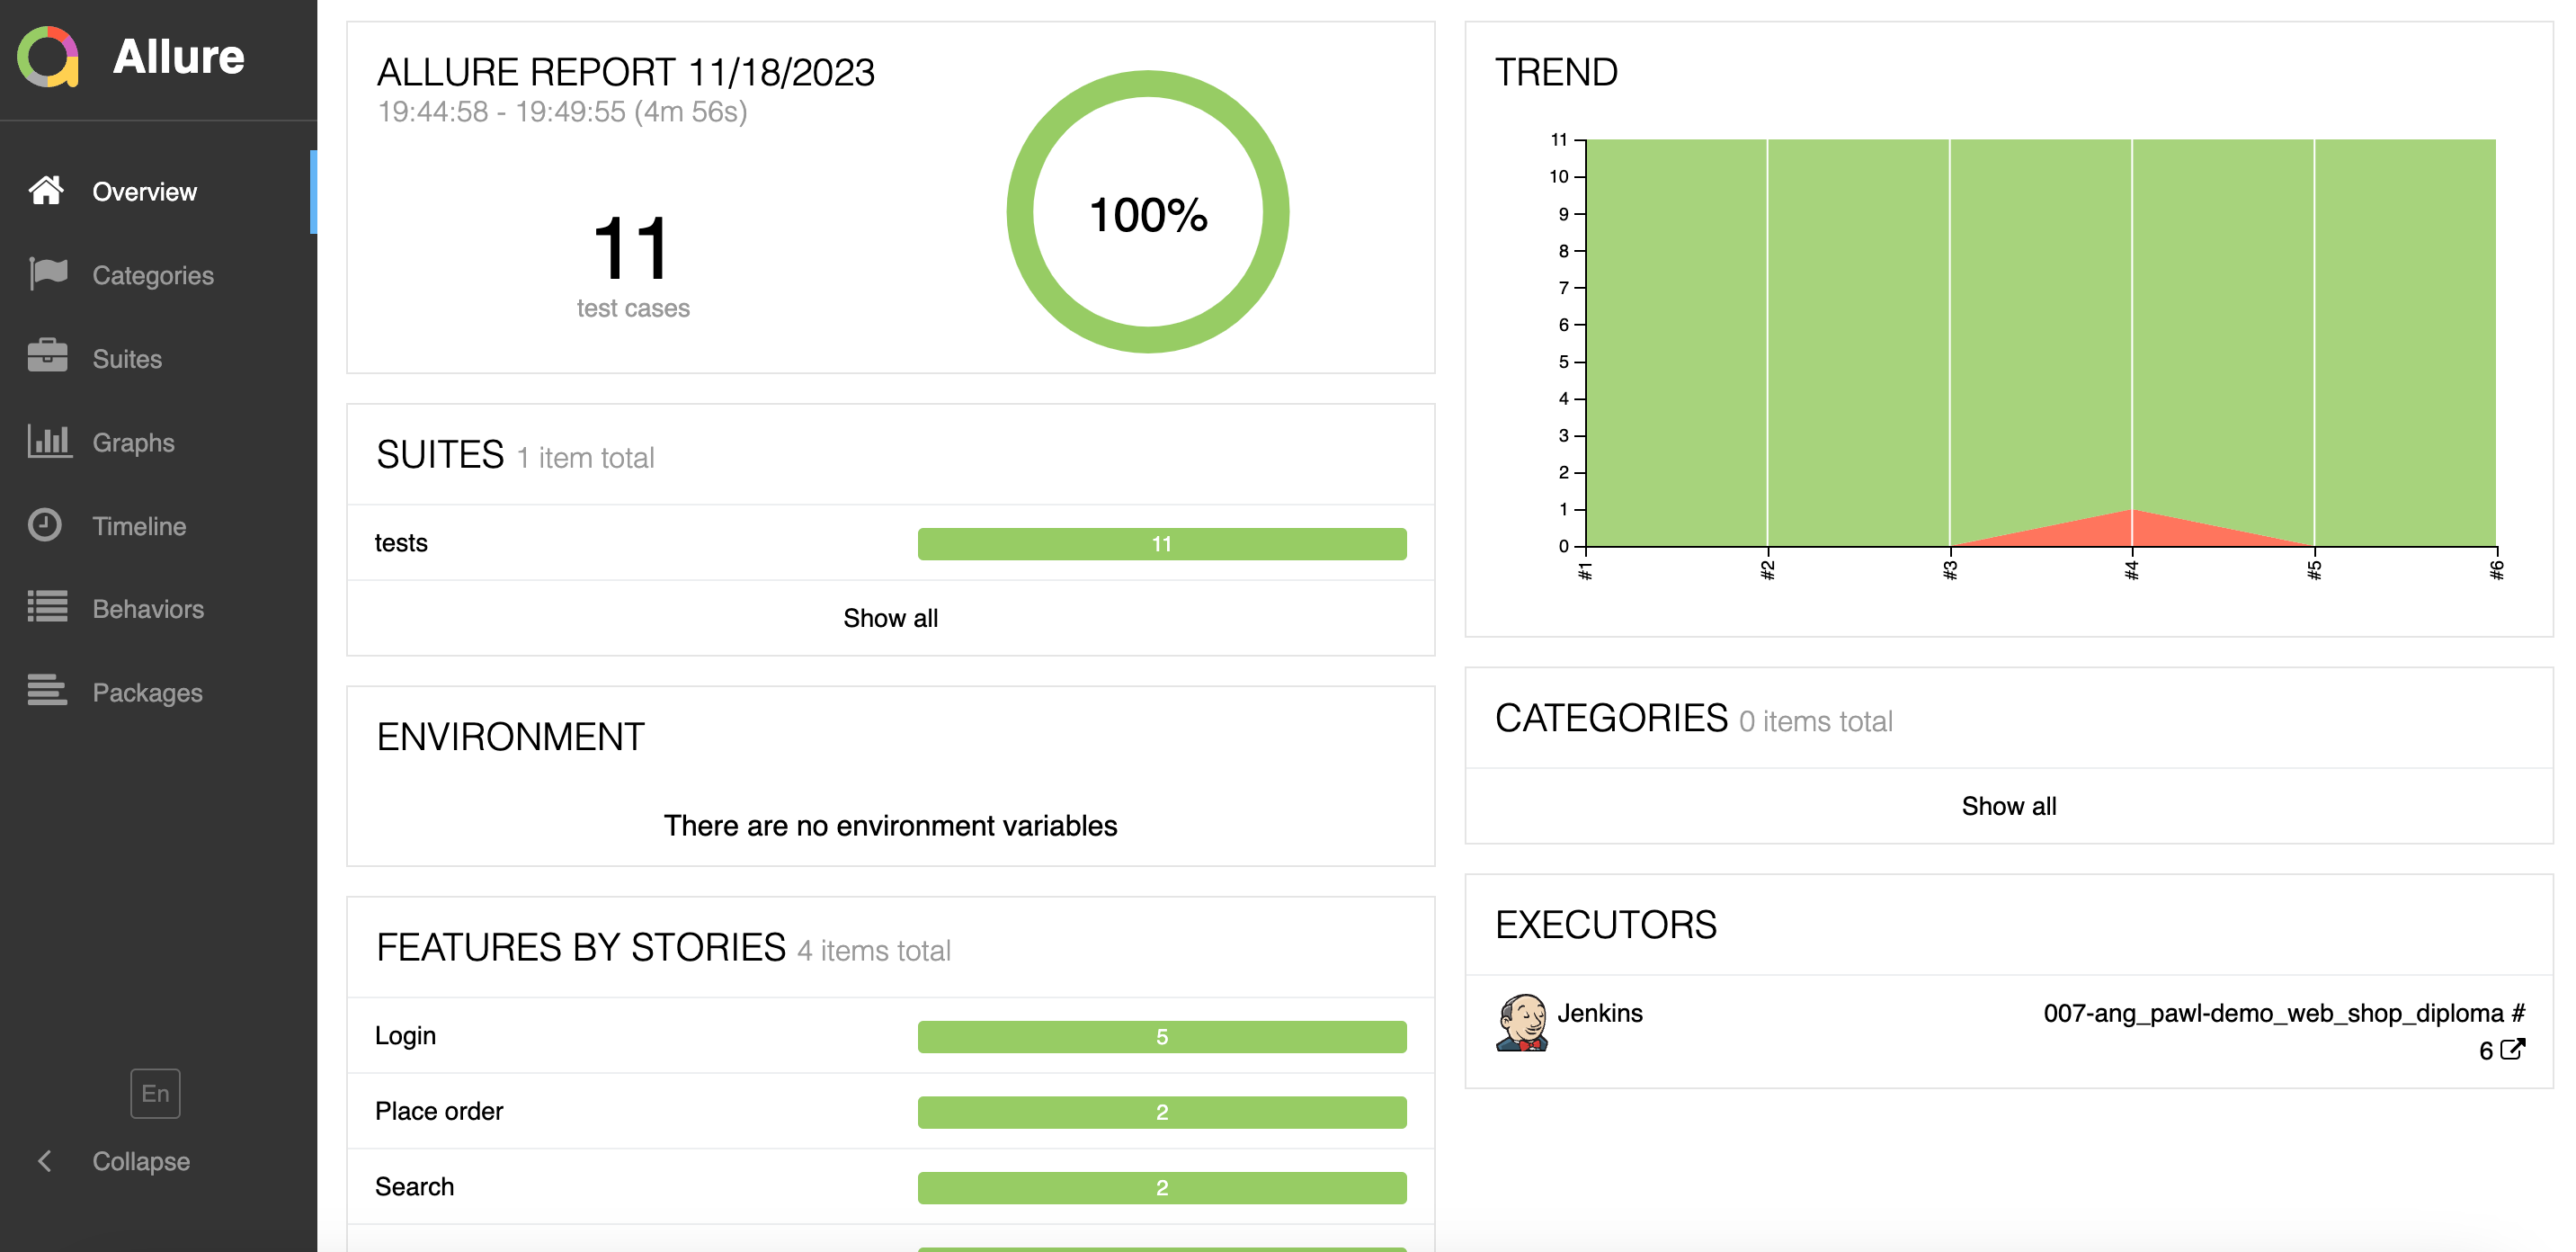 Allure
Overview
Categories
Suites
Graphs
Timeline
Behaviors
Packages
En
Collapse
ALLURE REPORT 11/18/2023
19:44:58 - 19:49:55 (4m 56s)
11
test cases
100%
SUITES 1 item total
tests 11
Show all
ENVIRONMENT
There are no environment variables
FEATURES BY STORIES 4 items total
Login 5
Place order 2
Search 2
TREND
11
10
9
8
7
6
5
4
3
2
1
0
#1 #2 #3 #4 #5 #6
CATEGORIES 0 items total
Show all
EXECUTORS
Jenkins 007-ang_pawl-demo_web_shop_diploma #
6